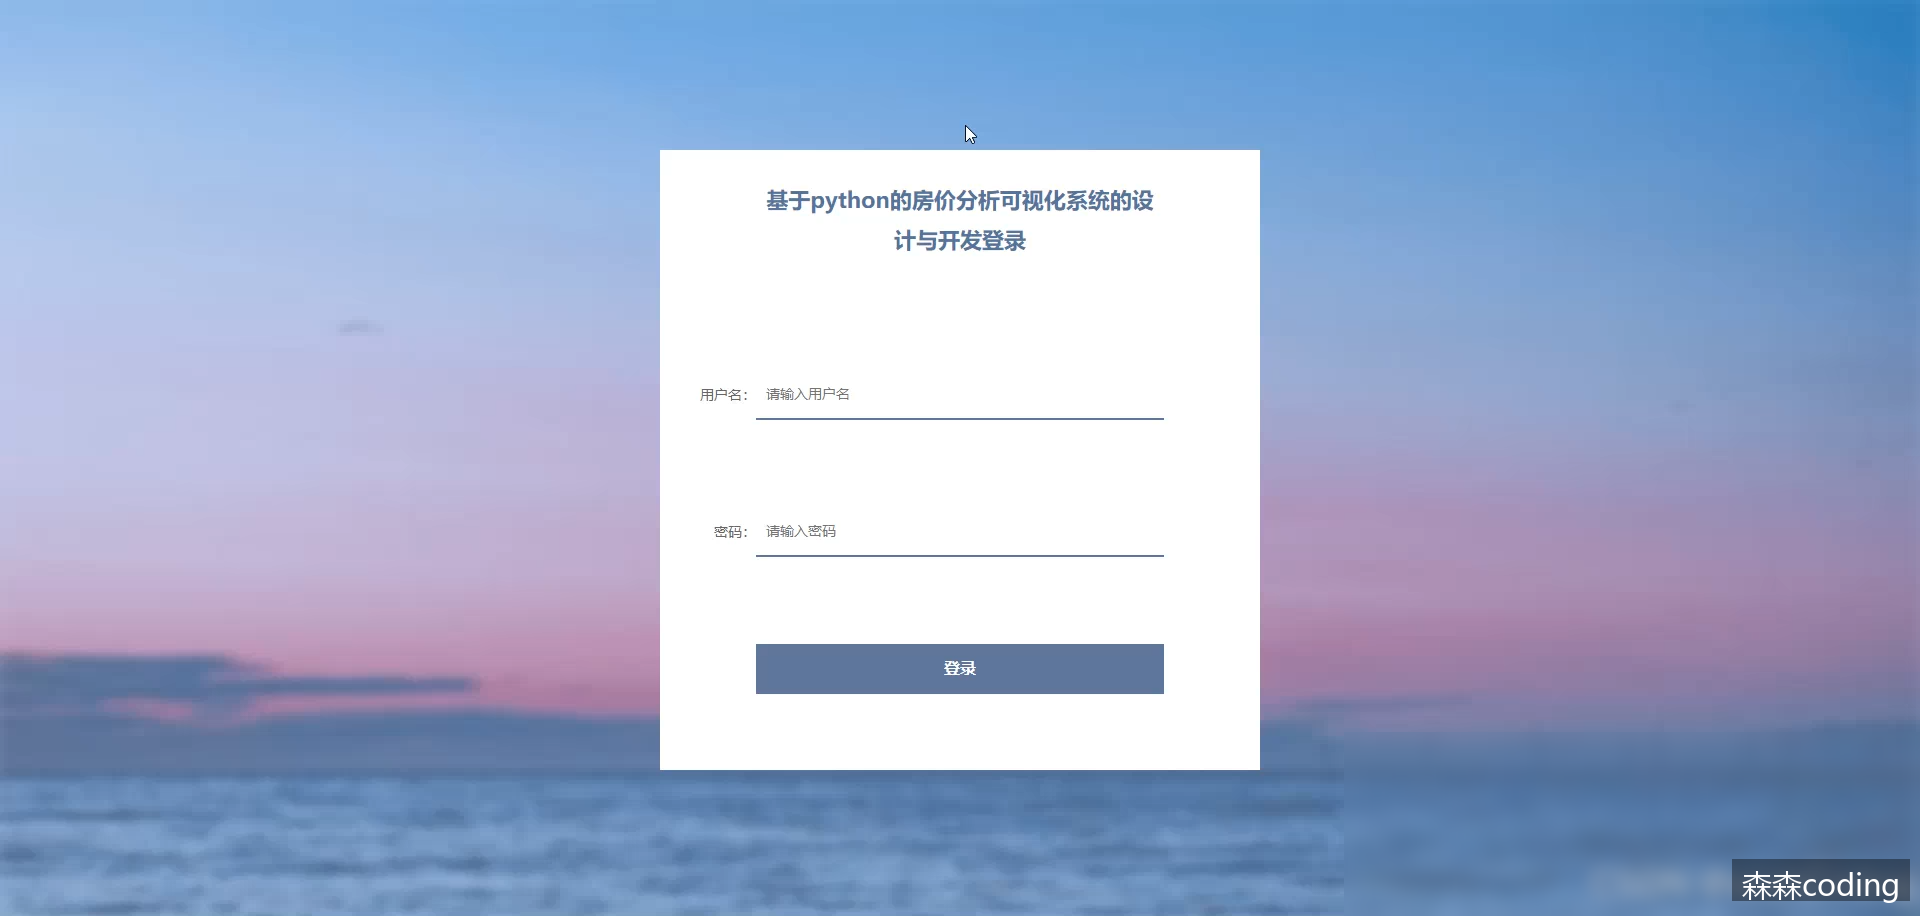 基于python的房价分析可视化系统的设
计与开发登录
用户名： 请输入用户名
密码： 请输入密码
登录
森森coding